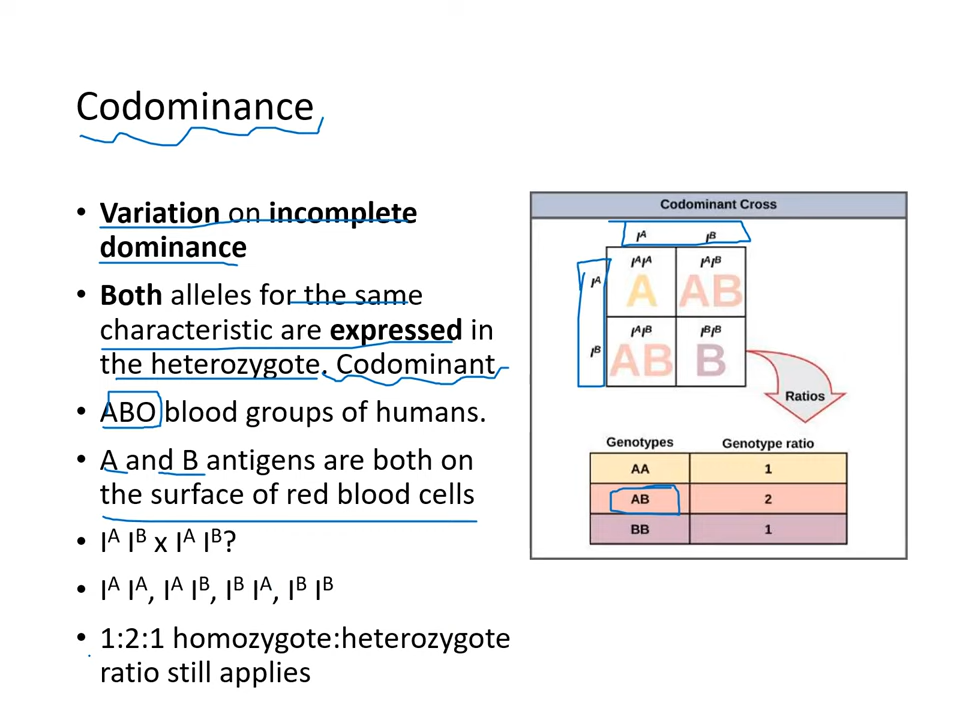 Codominance
• Variation on incomplete
dominance
• Both alleles for the same
characteristic are expressed in
the heterozygote. Codominant
• ABO blood groups of humans.
• A and B antigens are both on
the surface of red blood cells
• Iᴬ Iᴮ x Iᴬ Iᴮ?
• Iᴬ Iᴬ, Iᴬ Iᴮ, Iᴮ Iᴬ, Iᴮ Iᴮ
• 1:2:1 homozygote:heterozygote
ratio still applies
Codominant Cross
Iᴬ Iᴮ
IᴬIᴬ IᴬIᴮ
Iᴬ A AB
IᴬIᴮ IᴮIᴮ
Iᴮ AB B
Ratios
Genotypes Genotype ratio
AA 1
AB 2
BB 1